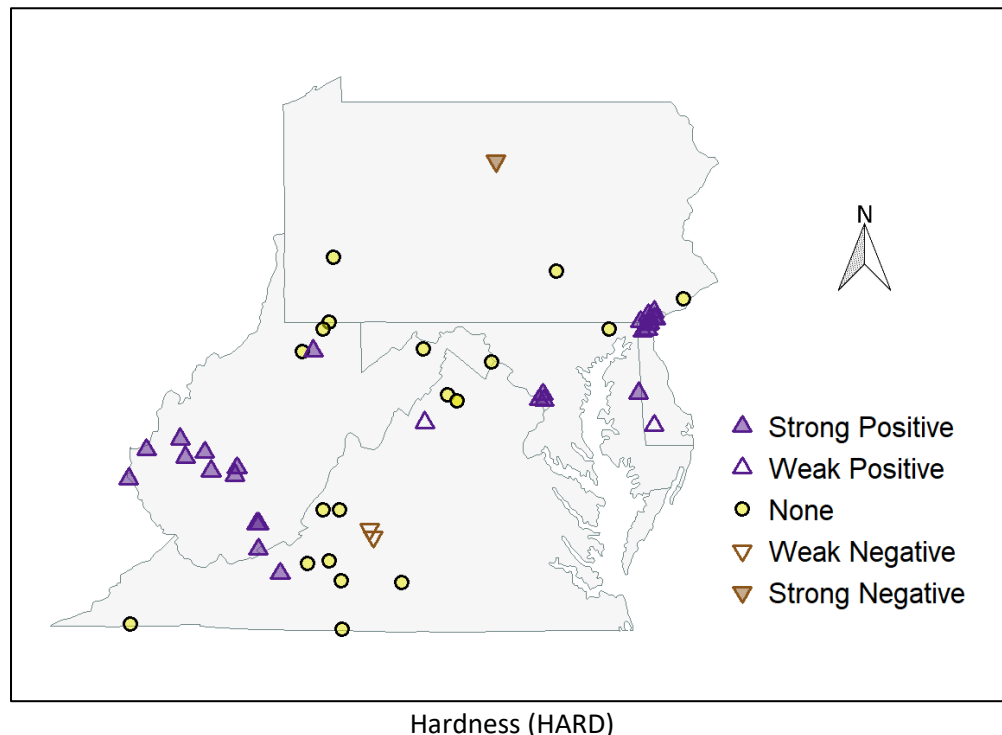 N
Strong Positive
Weak Positive
None
Weak Negative
Strong Negative
Hardness (HARD)